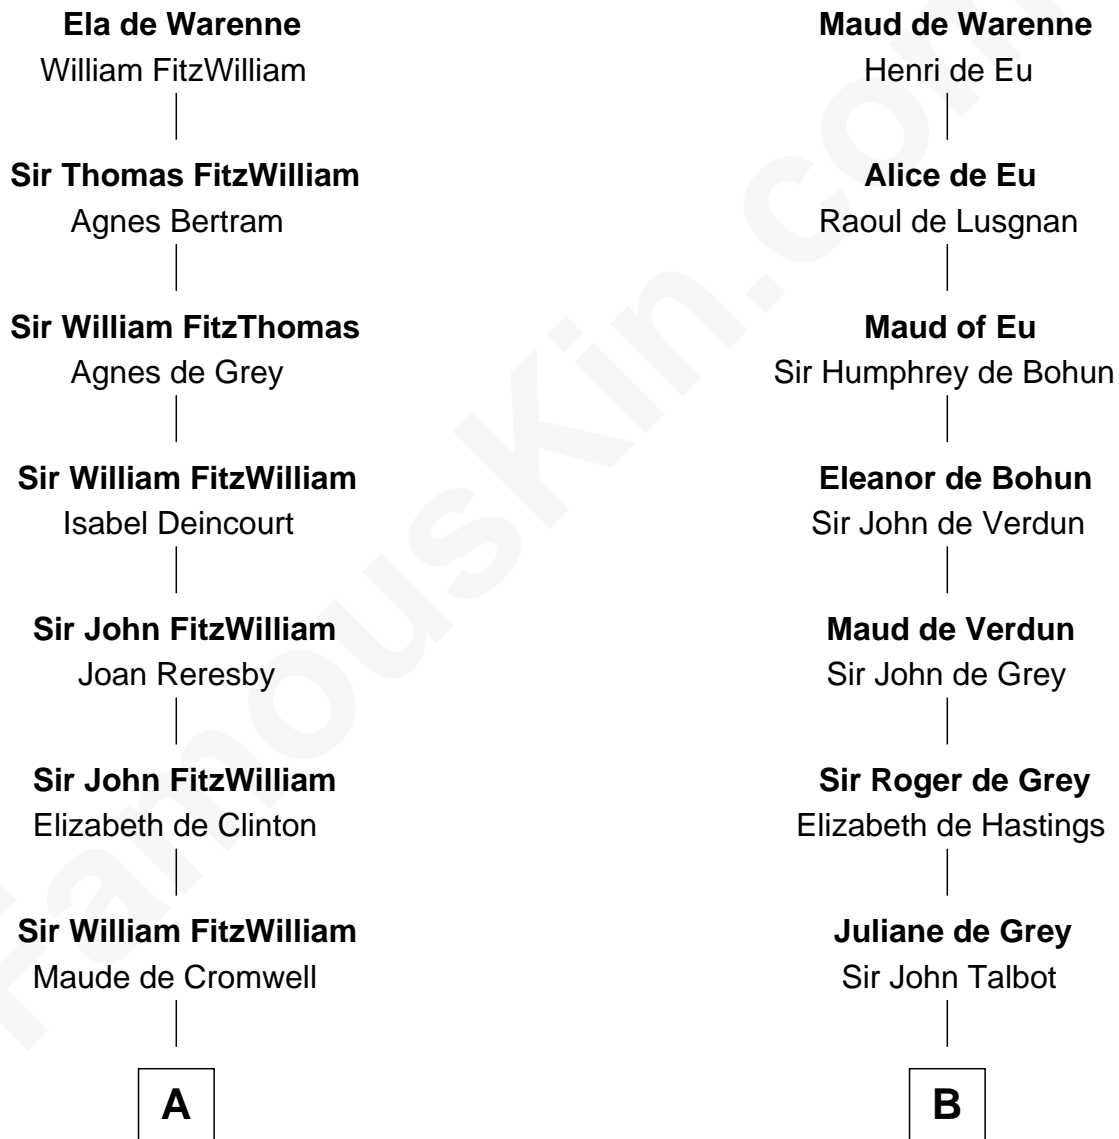 Ela de Warenne
William FitzWilliam
Sir Thomas FitzWilliam
Agnes Bertram
Sir William FitzThomas
Agnes de Grey
Sir William FitzWilliam
Isabel Deincourt
Sir John FitzWilliam
Joan Reresby
Sir John FitzWilliam
Elizabeth de Clinton
Sir William FitzWilliam
Maude de Cromwell
A
Maud de Warenne
Henri de Eu
Alice de Eu
Raoul de Lusgnan
Maud of Eu
Sir Humphrey de Bohun
Eleanor de Bohun
Sir John de Verdun
Maud de Verdun
Sir John de Grey
Sir Roger de Grey
Elizabeth de Hastings
Juliane de Grey
Sir John Talbot
B
FamousKin.com